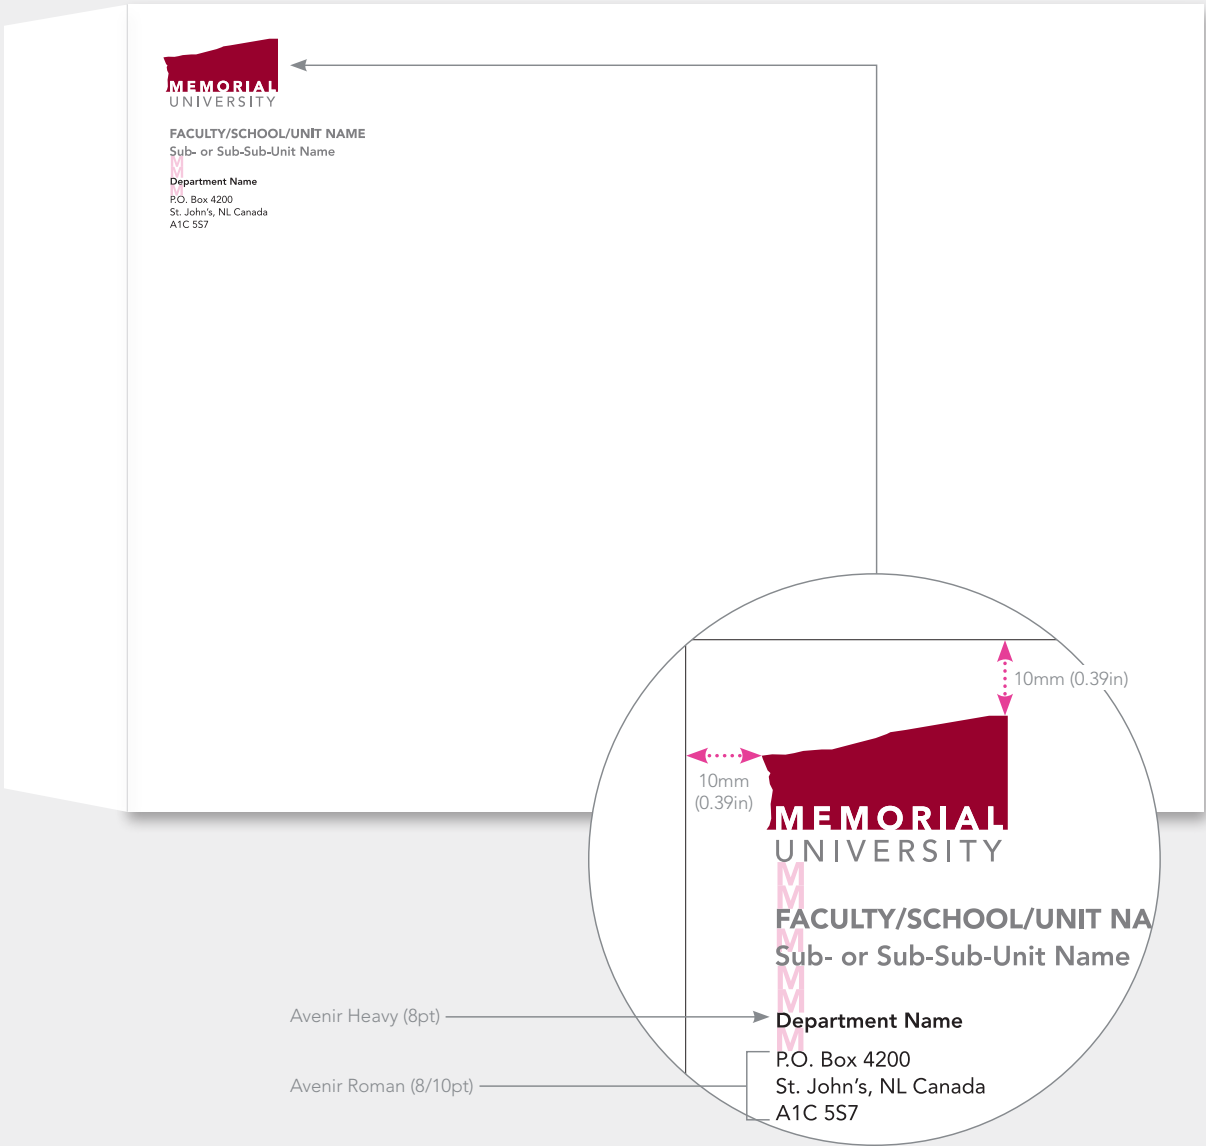 MEMORIAL
UNIVERSITY
FACULTY/SCHOOL/UNIT NAME
Sub- or Sub-Sub-Unit Name
M
M
Department Name
M
P.O. Box 4200
St. John's, NL Canada
A1C 5S7
10mm (0.39in)
10mm
(0.39in)
MEMORIAL
UNIVERSITY
M
M
FACULTY/SCHOOL/UNIT NA
M
Sub- or Sub-Sub-Unit Name
M
M
Avenir Heavy (8pt)
Department Name
M
P.O. Box 4200
Avenir Roman (8/10pt)
St. John's, NL Canada
A1C 5S7